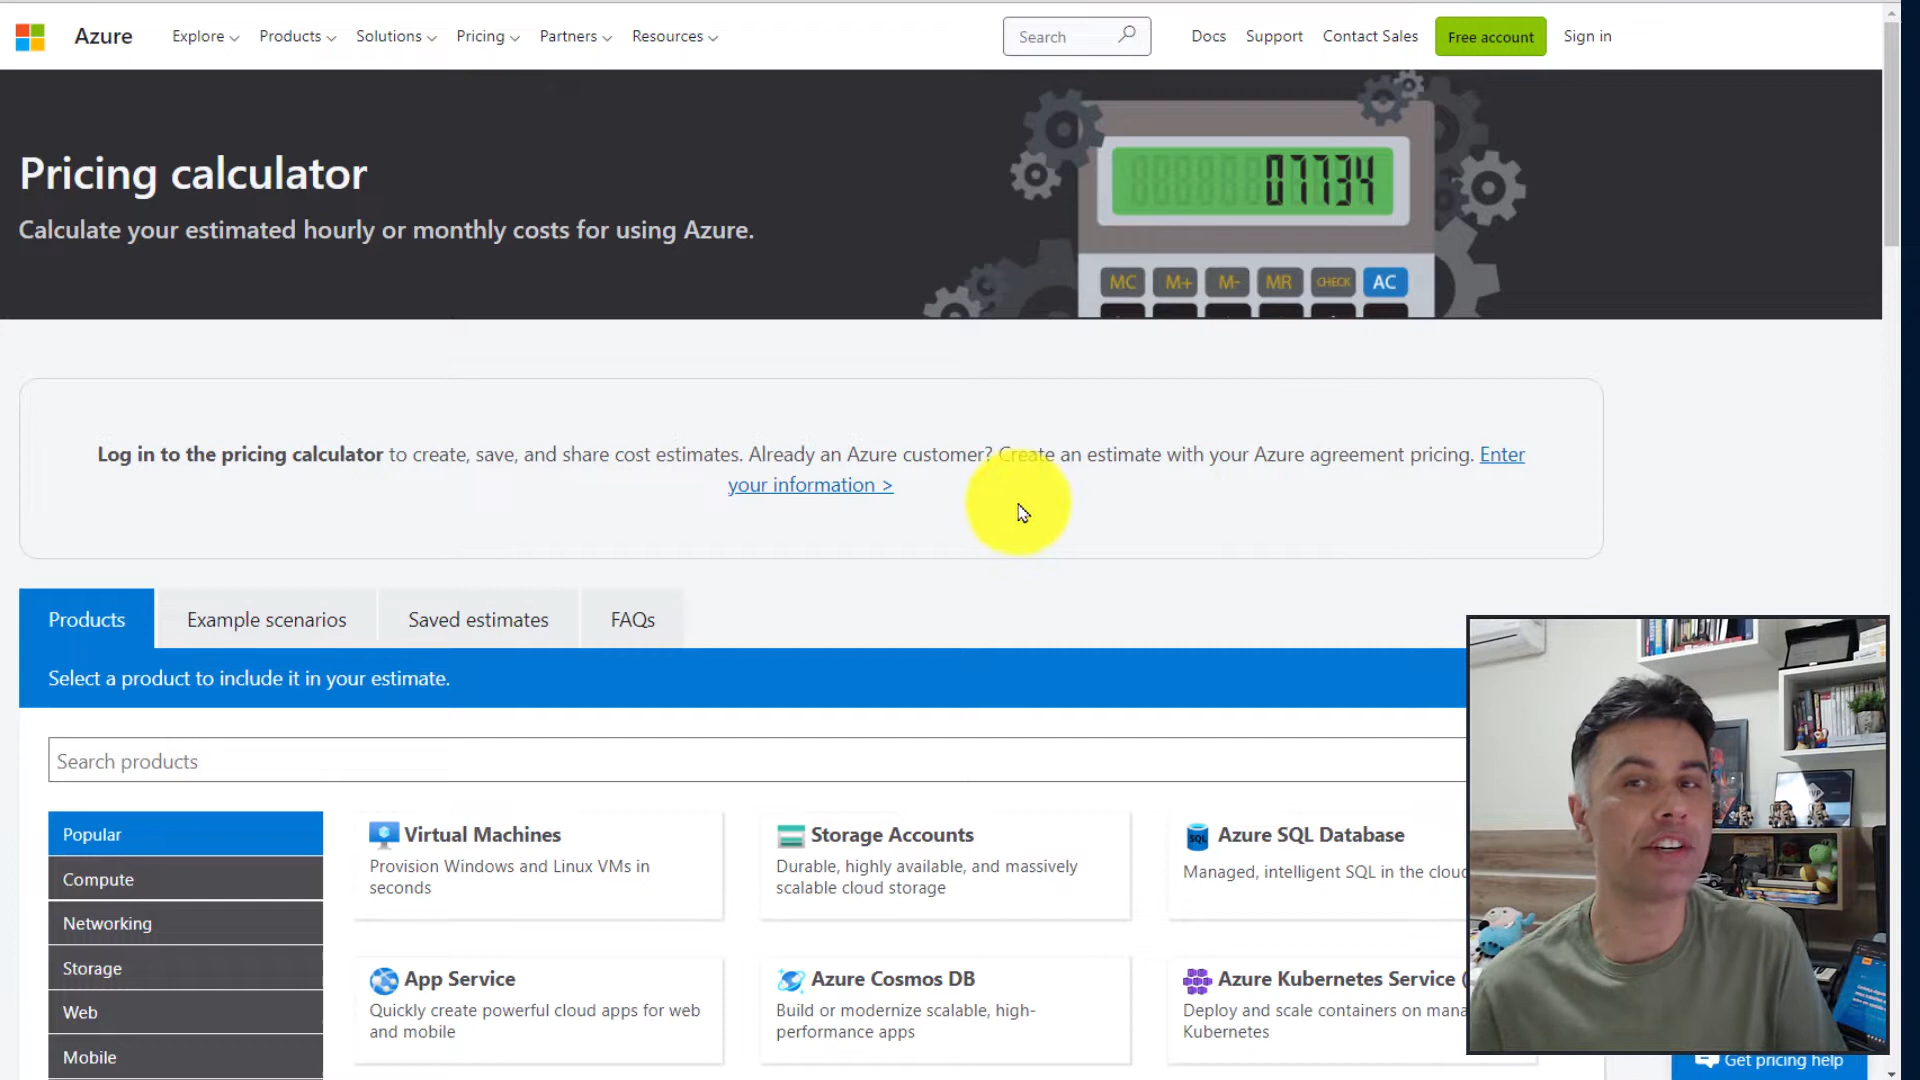 Azure
Explore
Products
Solutions
Pricing
Partners
Resources
Search
Docs
Support
Contact Sales
Free account
Sign in
Pricing calculator
Calculate your estimated hourly or monthly costs for using Azure.
07734
MC
M+
M-
MR
CHECK
AC
Log in to the pricing calculator to create, save, and share cost estimates. Already an Azure customer? Create an estimate with your Azure agreement pricing. Enter
your information >
Products
Example scenarios
Saved estimates
FAQs
Select a product to include it in your estimate.
Search products
Popular
Compute
Networking
Storage
Web
Mobile
Virtual Machines
Provision Windows and Linux VMs in
seconds
Storage Accounts
Durable, highly available, and massively
scalable cloud storage
SQL
Azure SQL Database
Managed, intelligent SQL in the cloud
App Service
Quickly create powerful cloud apps for web
and mobile
Azure Cosmos DB
Build or modernize scalable, high-
performance apps
Azure Kubernetes Service (
Deploy and scale containers on mana
Kubernetes
Get pricing help